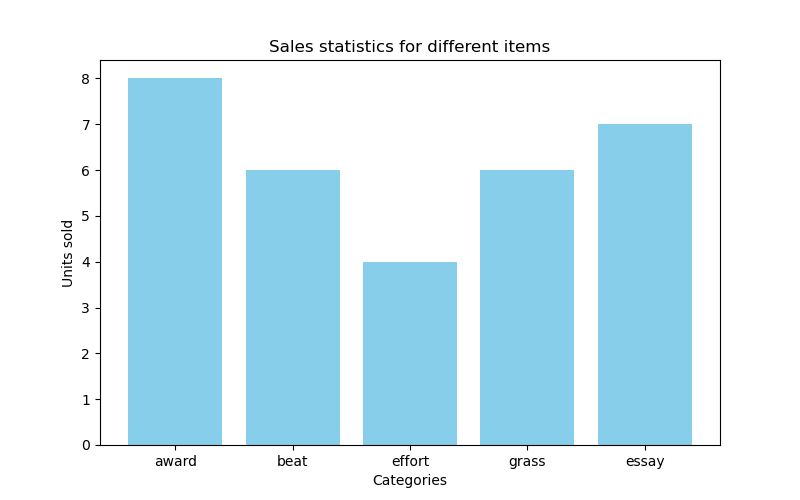 Sales statistics for different items
Units sold
8
7
6
5
4
3
2
1
0
award beat effort grass essay
Categories